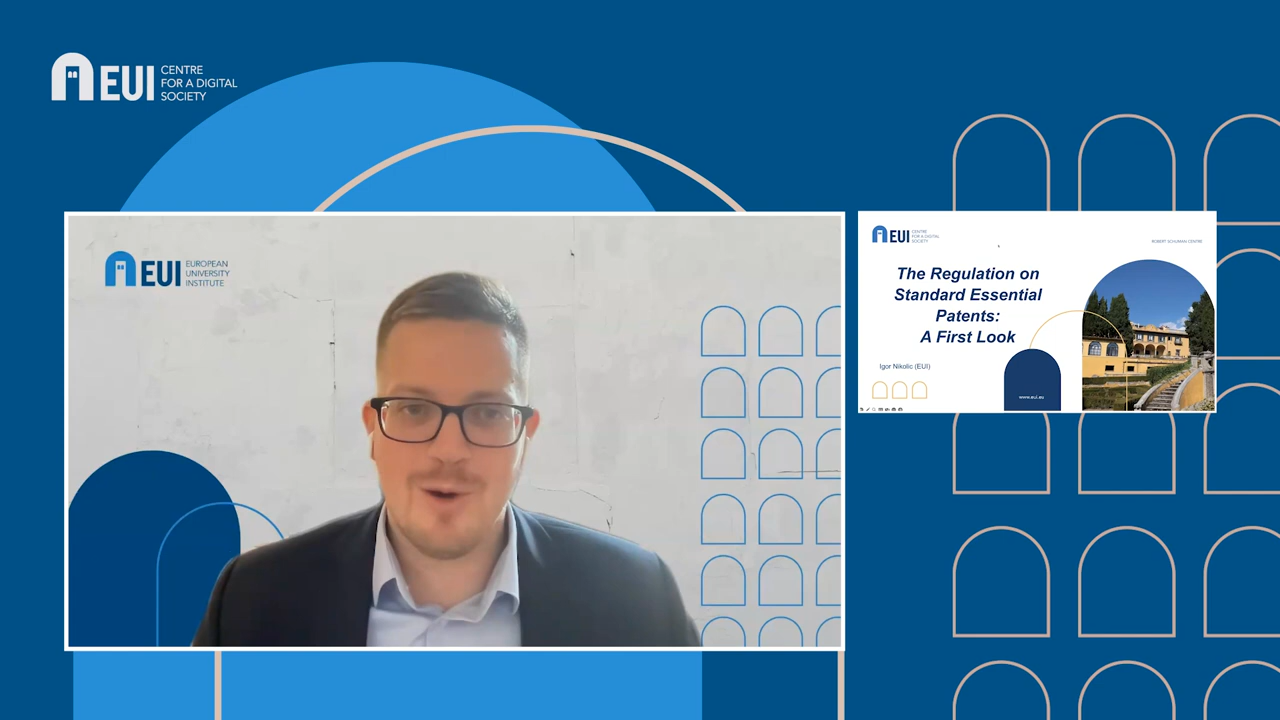 EUI
CENTRE
FOR A DIGITAL
SOCIETY
EUI
EUROPEAN
UNIVERSITY
INSTITUTE
EUI
CENTRE
FOR A DIGITAL
SOCIETY
ROBERT SCHUMAN CENTRE
The Regulation on
Standard Essential
Patents:
A First Look
Igor Nikolic (EUI)
www.eui.eu